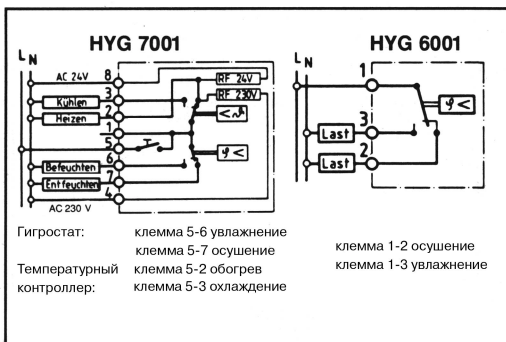 HYG 7001
HYG 6001
L N
AC 24V
8
RF 24V
RF 230V
Kühlen
3
Heizen
2
1
5
Befeuchten
6
φ <
Entfeuchten
7
4
AC 230 V
L N
1
φ <
Last
3
Last
2
Гигростат: клемма 5-6 увлажнение
клемма 5-7 осушение
Температурный клемма 5-2 обогрев
контроллер: клемма 5-3 охлаждение
клемма 1-2 осушение
клемма 1-3 увлажнение